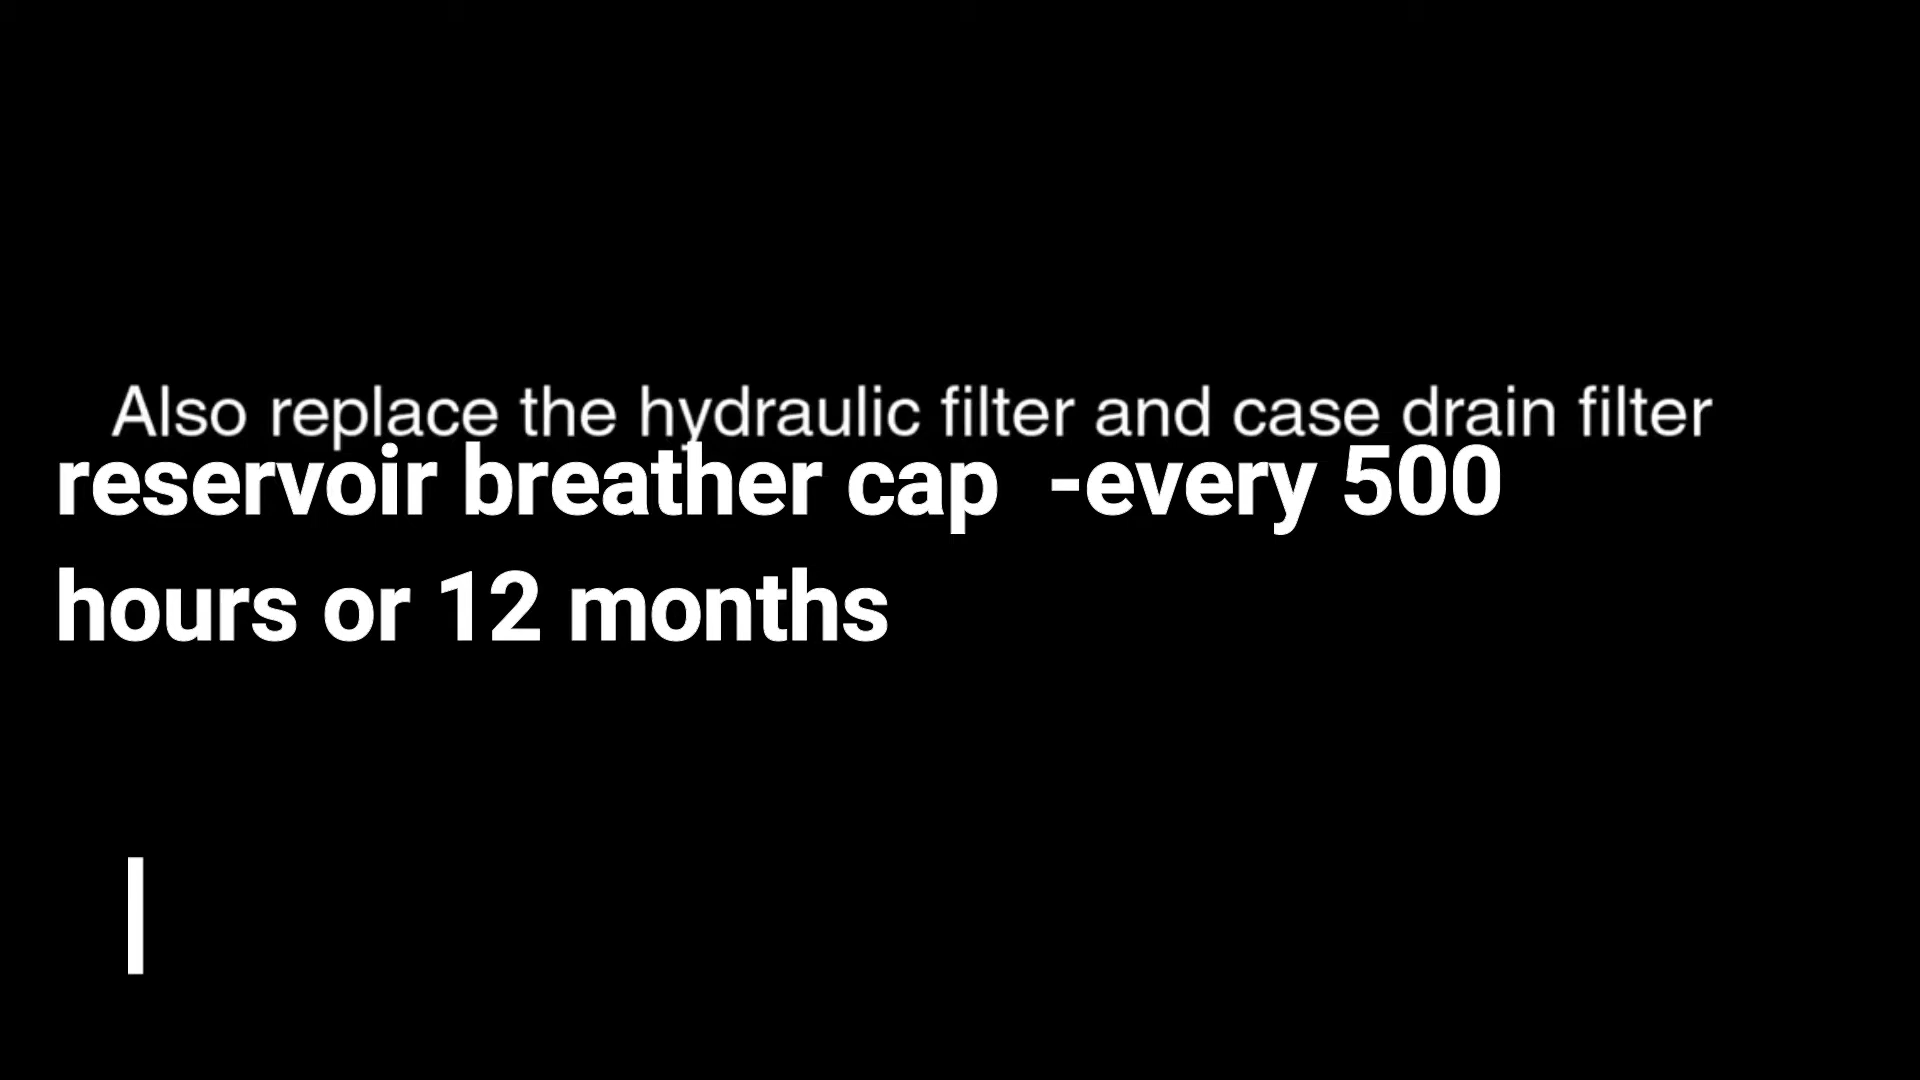 Also replace the hydraulic filter and case drain filter
reservoir breather cap  -every 500
hours or 12 months